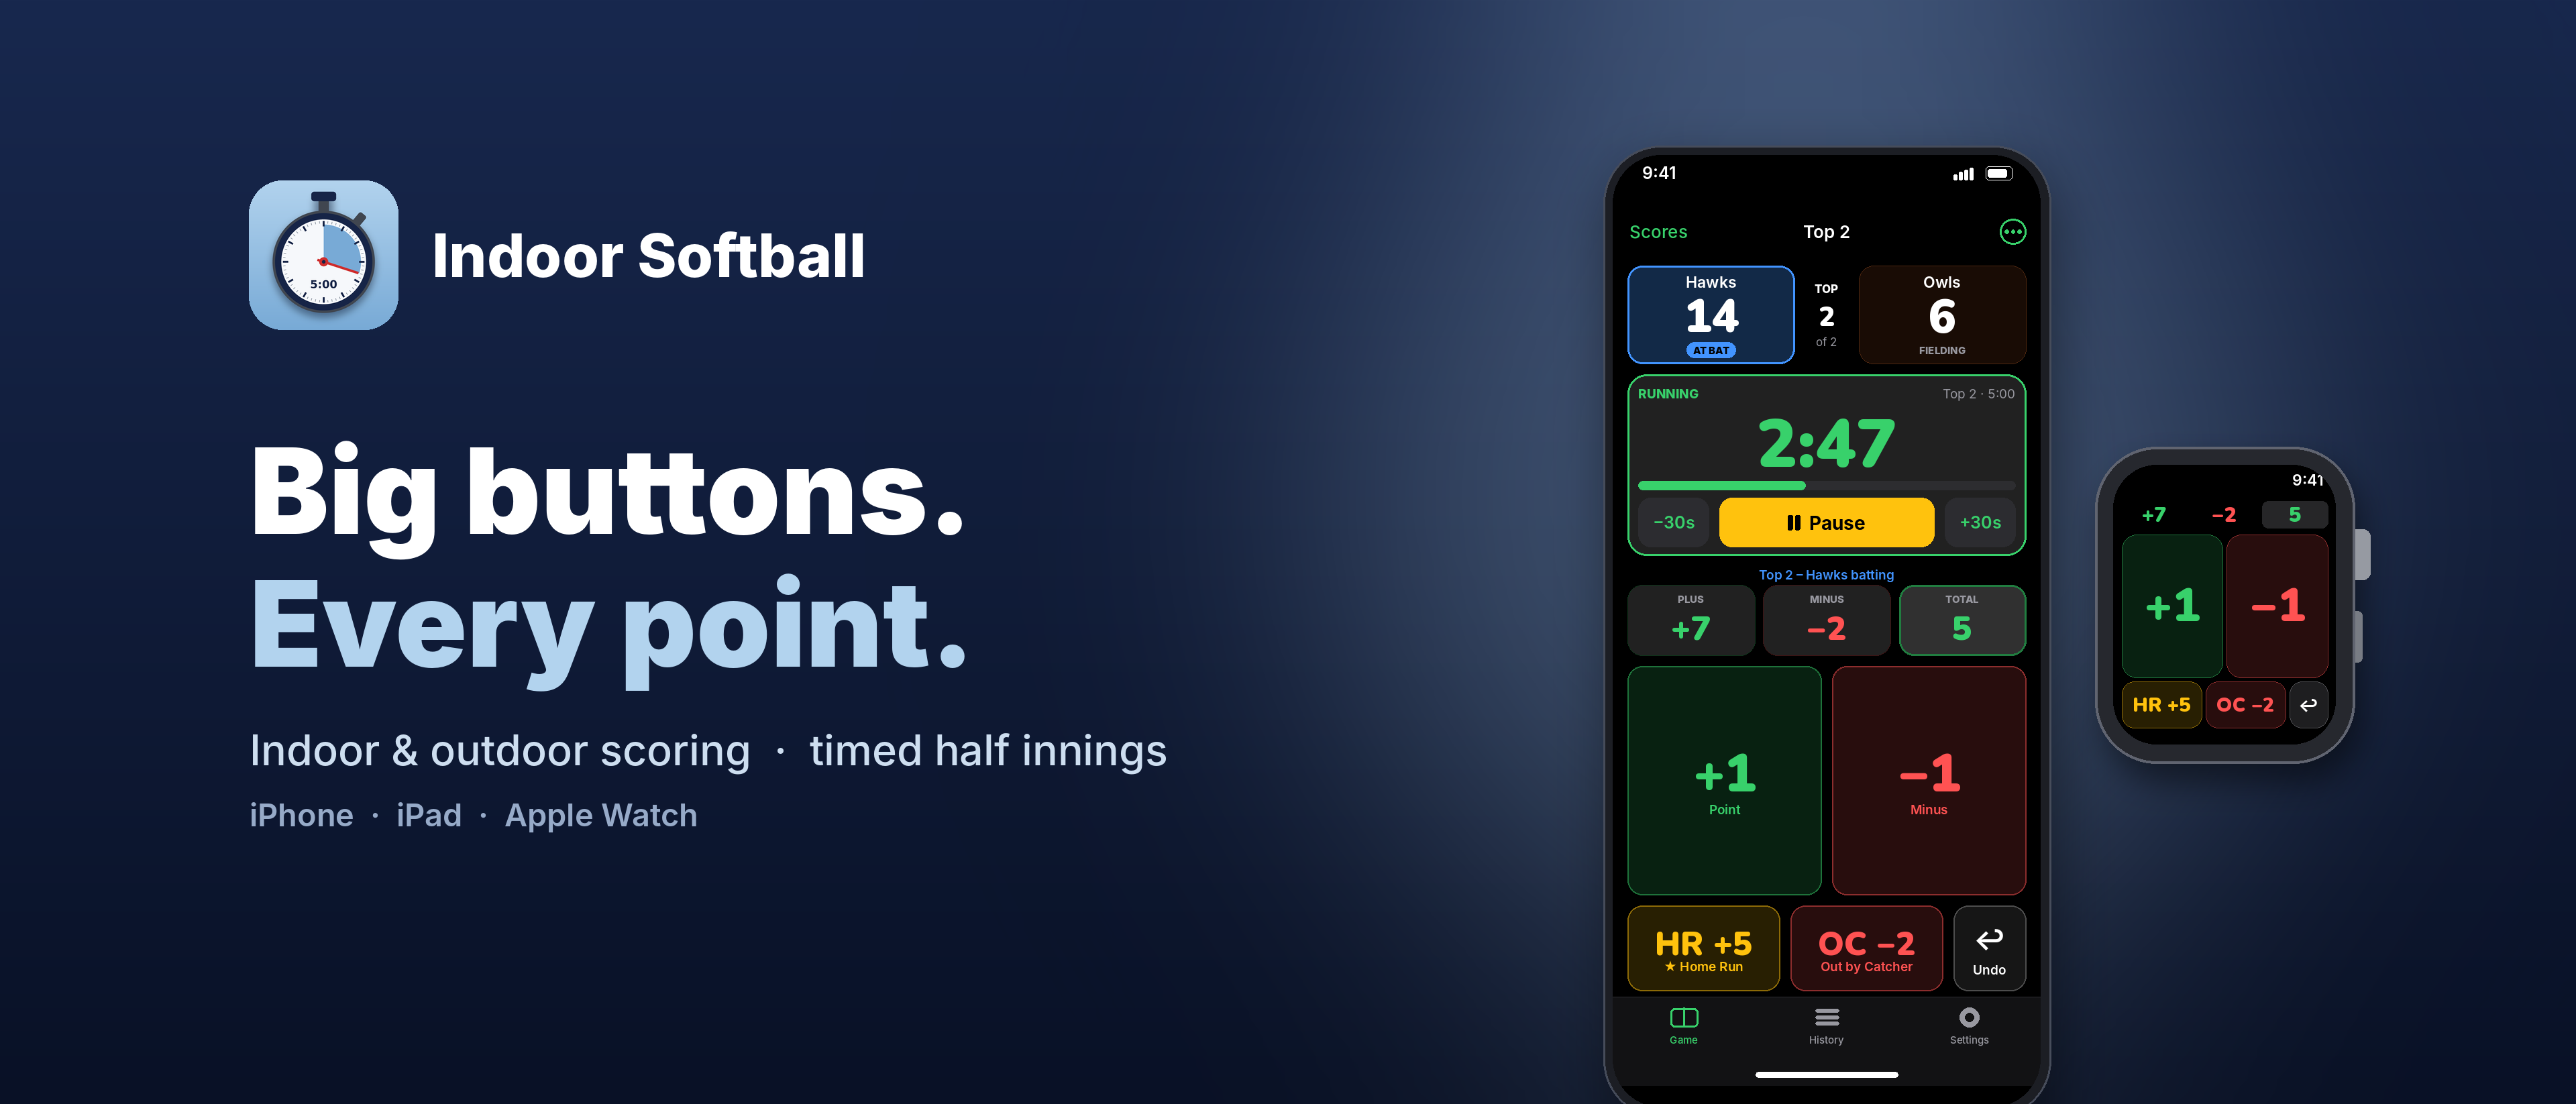 5:00
Indoor Softball
Big buttons.
Every point.
Indoor & outdoor scoring · timed half innings
iPhone · iPad · Apple Watch
9:41
Scores
Top 2
Hawks
14
AT BAT
TOP
2
of 2
Owls
6
FIELDING
RUNNING
Top 2 · 5:00
2:47
−30s
Pause
+30s
Top 2 – Hawks batting
PLUS
+7
MINUS
−2
TOTAL
5
+1
Point
−1
Minus
HR +5
★ Home Run
OC −2
Out by Catcher
Undo
Game
History
Settings
9:41
+7 −2 5
+1 −1
HR +5 OC −2